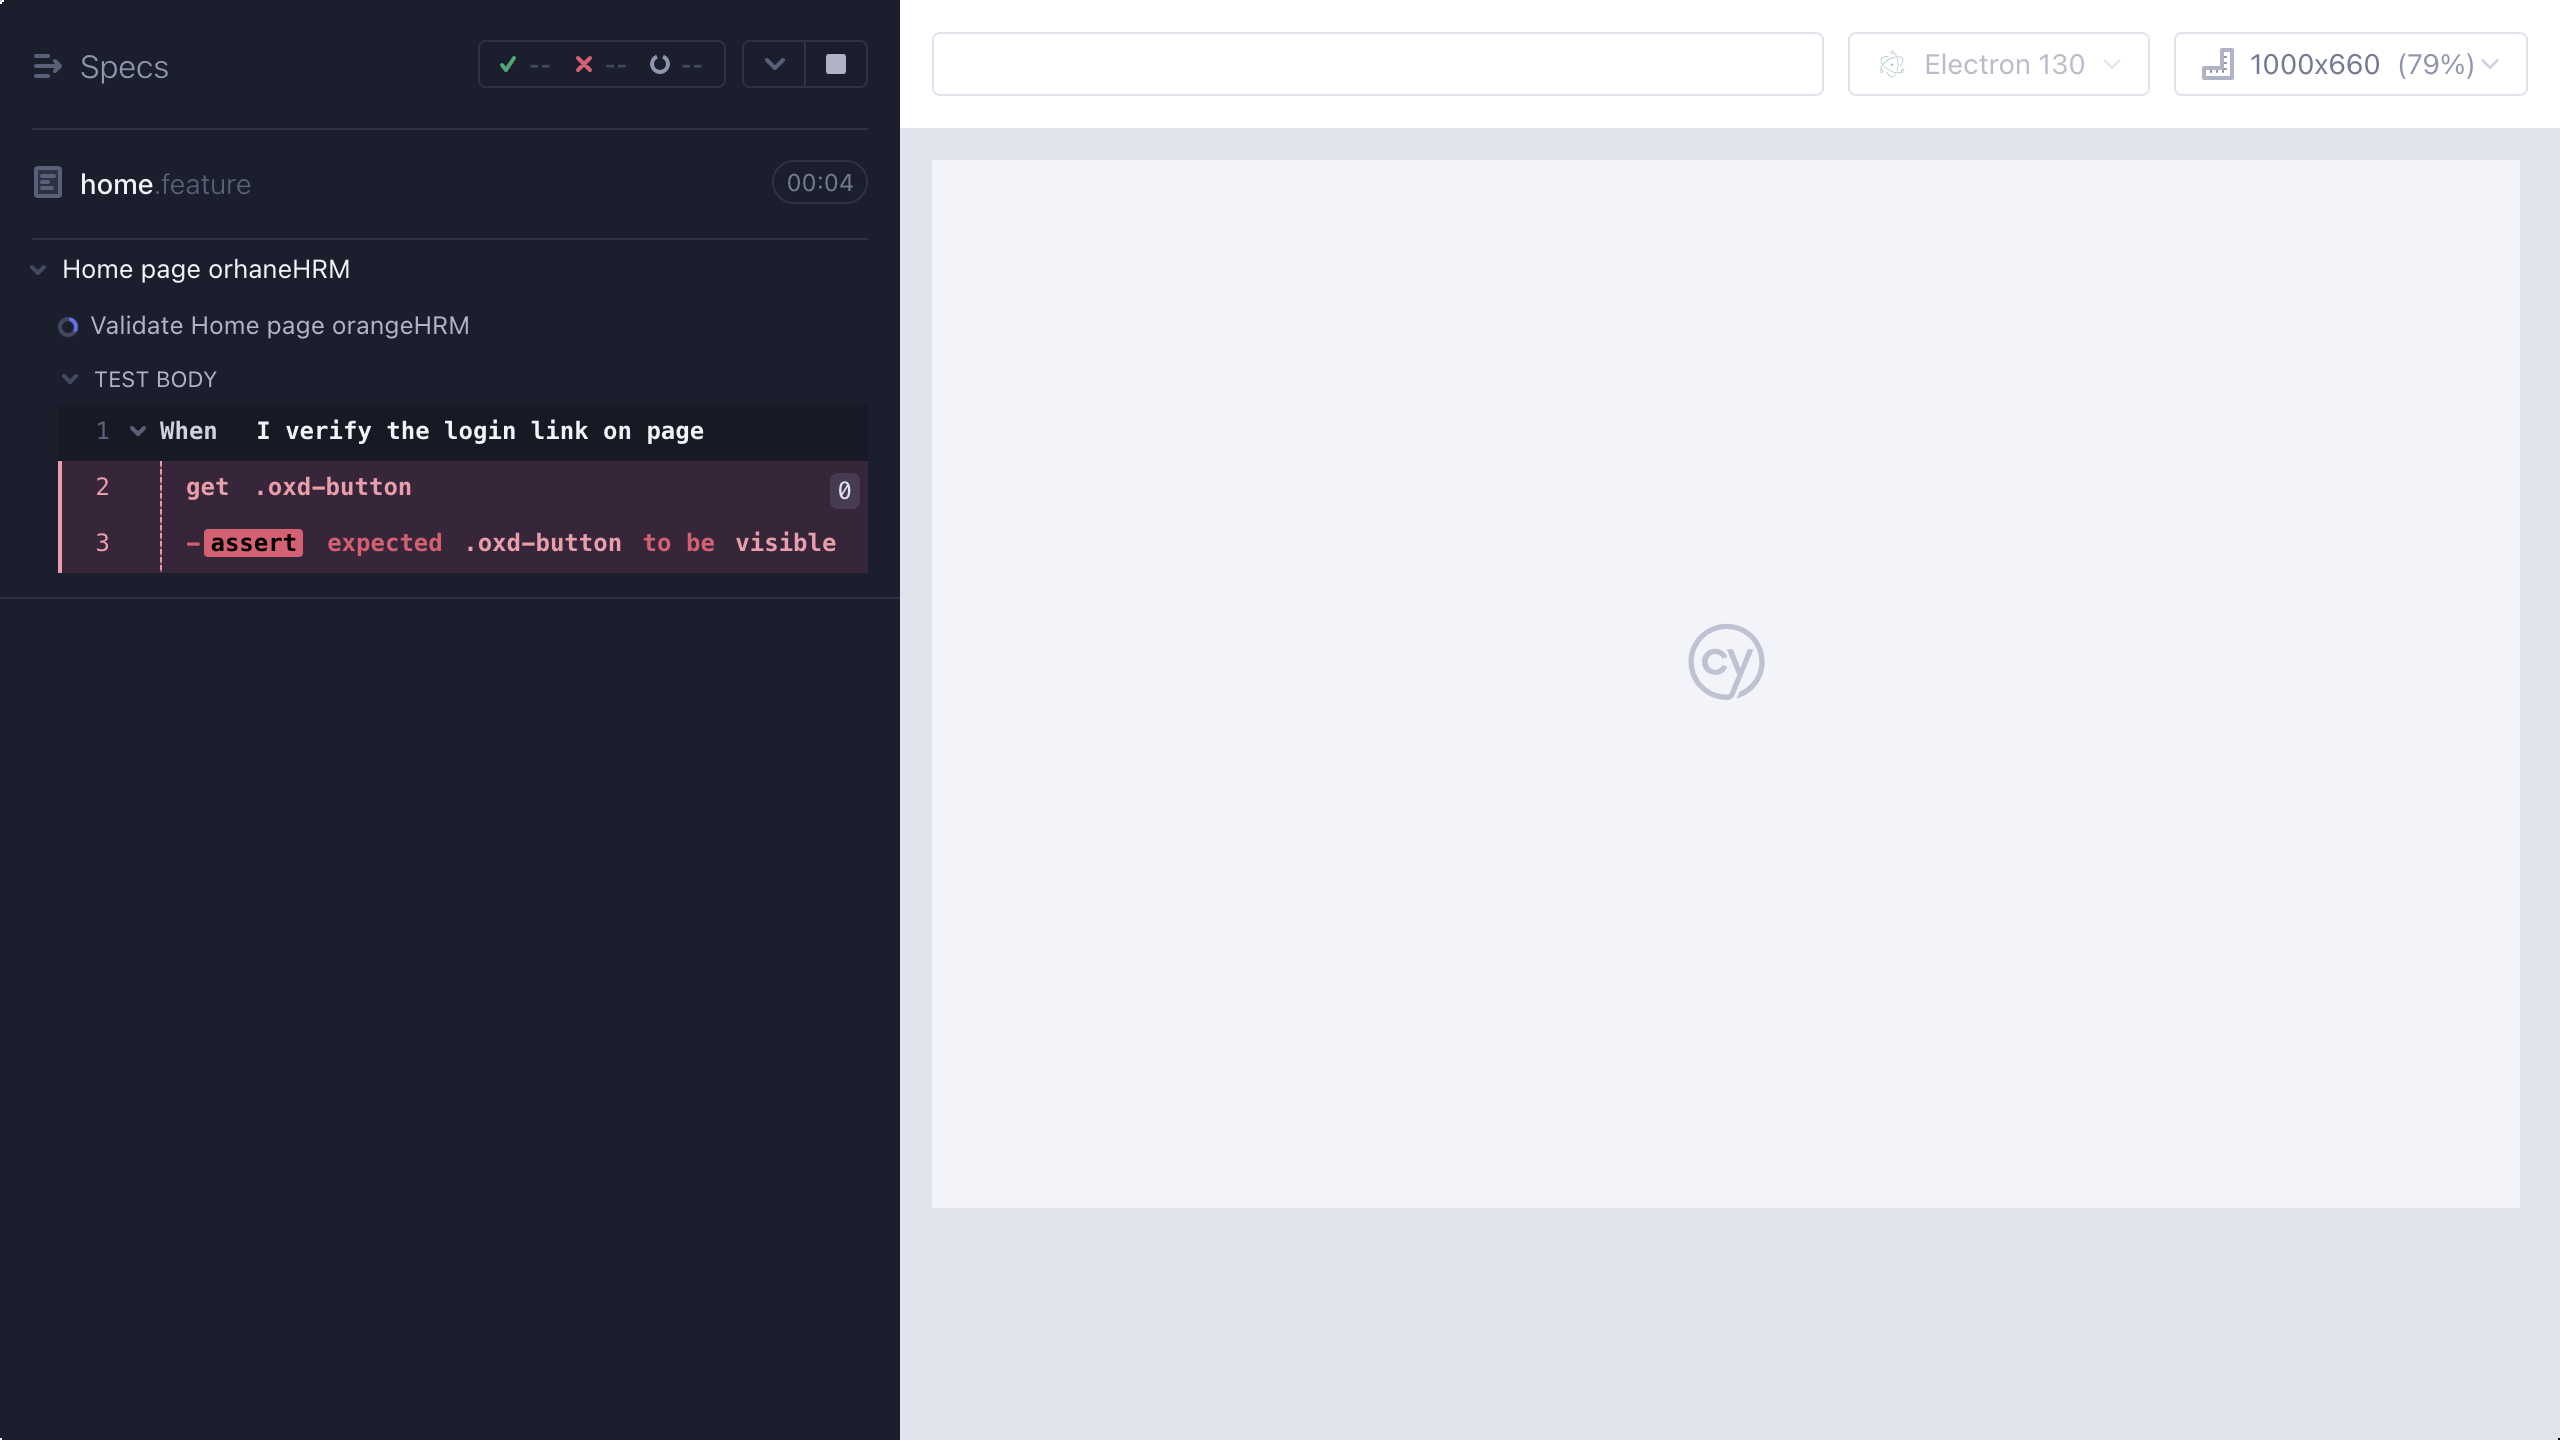 Specs
-- -- --
home.feature
00:04
Home page orhaneHRM
Validate Home page orangeHRM
TEST BODY
1 When I verify the login link on page
2 get .oxd-button 0
3 -assert expected .oxd-button to be visible
Electron 130
1000x660 (79%)
cy